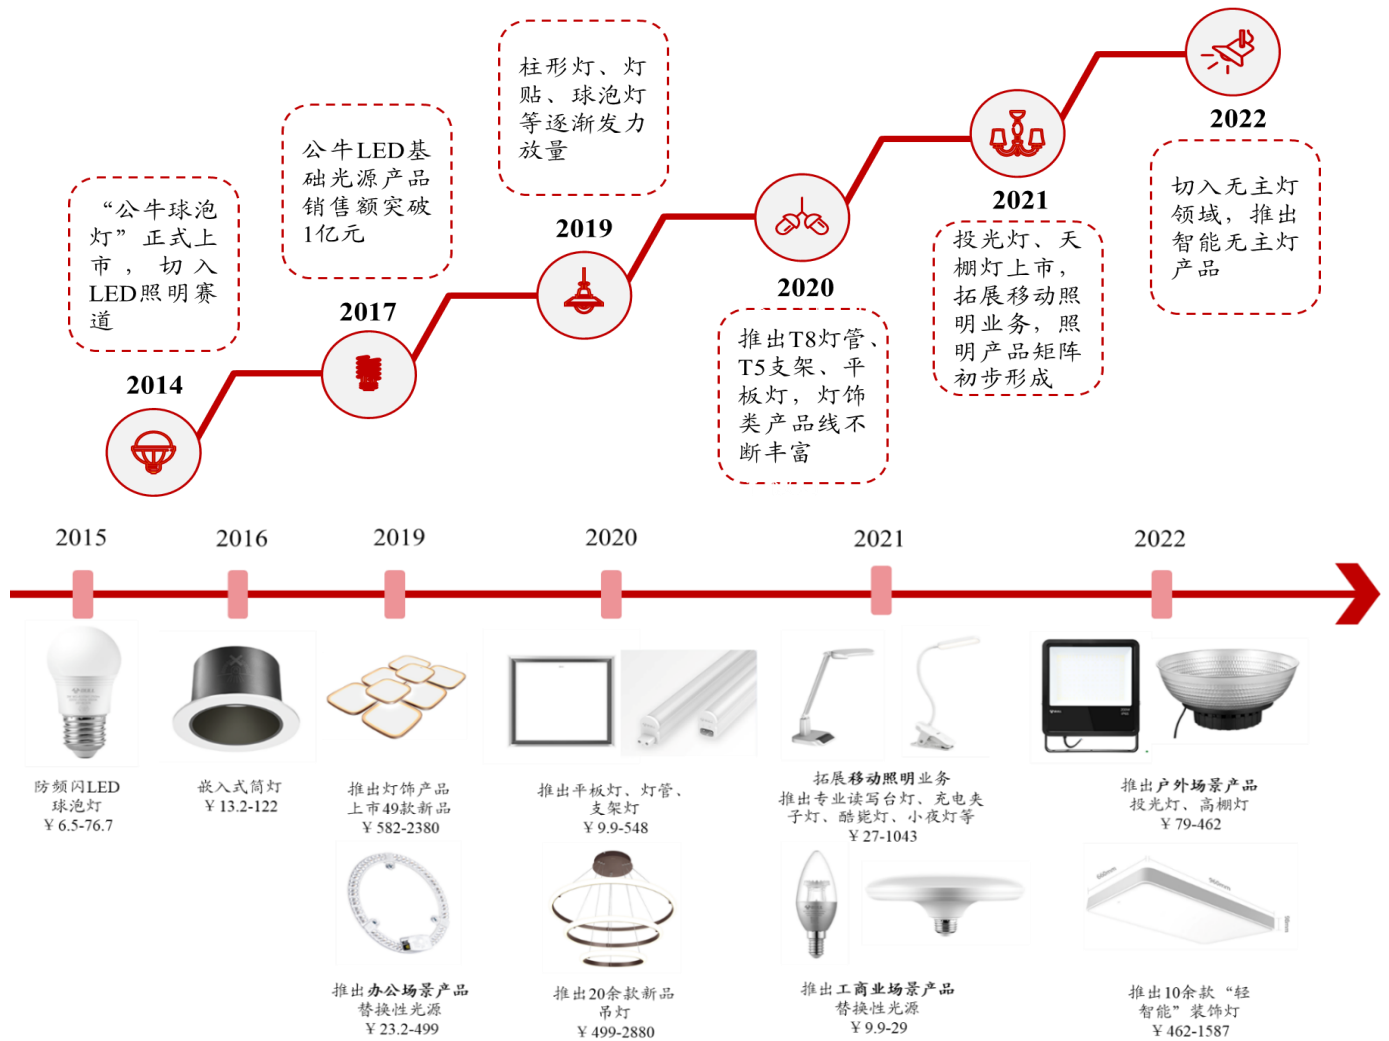 “公牛球泡
灯”正式上
市，切入
LED照明赛
道
2014
公牛LED基
础光源产品
销售额突破
1亿元
2017
柱形灯、灯
贴、球泡灯
等逐渐发力
放量
2019
2020
推出T8灯管、
T5支架、平
板灯，灯饰
类产品线不
断丰富
2021
投光灯、天
棚灯上市，
拓展移动照
明业务，照
明产品矩阵
初步形成
2022
切入无主灯
领域，推出
智能无主灯
产品
2015
2016
2019
2020
2021
2022
防频闪LED
球泡灯
￥6.5-76.7
嵌入式筒灯
￥13.2-122
推出灯饰产品
上市49款新品
￥582-2380
推出平板灯、灯管、
支架灯
￥9.9-548
拓展移动照明业务
推出专业读写台灯、充电夹
子灯、酷毙灯、小夜灯等
￥27-1043
推出户外场景产品
投光灯、高棚灯
￥79-462
推出办公场景产品
替换性光源
￥23.2-499
推出20余款新品
吊灯
￥499-2880
推出工商业场景产品
替换性光源
￥9.9-29
660mm
960mm
推出10余款“轻
智能”装饰灯
￥462-1587